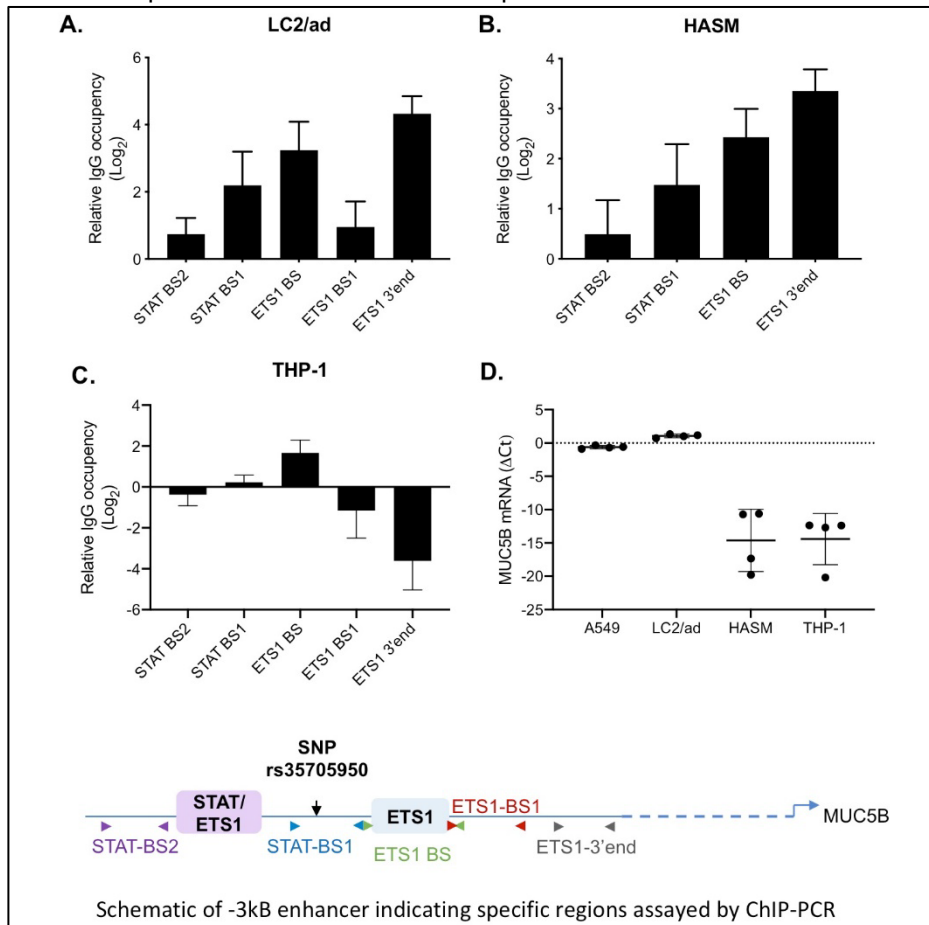 A.
LC2/ad
Relative IgG occupency
(Log2)
6
4
2
0
STAT BS2
STAT BS1
ETS1 BS
ETS1 BS1
ETS1 3'end
B.
HASM
Relative IgG occupency
(Log2)
4
3
2
1
0
STAT BS2
STAT BS1
ETS1 BS
ETS1 3'end
C.
THP-1
Relative IgG occupency
(Log2)
4
2
0
-2
-4
-6
STAT BS2
STAT BS1
ETS1 BS
ETS1 BS1
ETS1 3'end
D.
MUC5B mRNA (ΔCt)
5
0
-5
-10
-15
-20
-25
A549
LC2/ad
HASM
THP-1
SNP
rs35705950
STAT/
ETS1
ETS1
ETS1-BS1
MUC5B
STAT-BS2
STAT-BS1
ETS1 BS
ETS1-3'end
Schematic of -3kB enhancer indicating specific regions assayed by ChIP-PCR